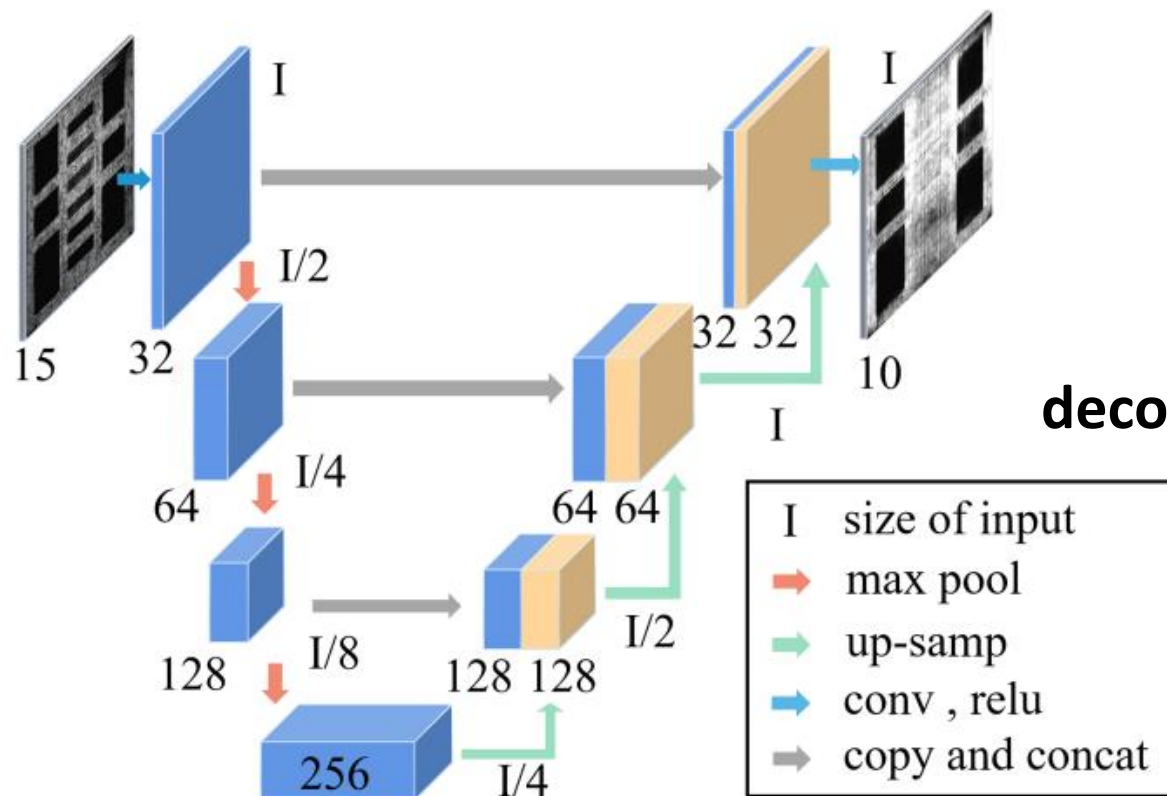 I
I
I/2
15
32
32 32
10
I
deco
I/4
64
64 64
I size of input
max pool
up-samp
conv , relu
copy and concat
I/8
I/2
128
128 128
256
I/4